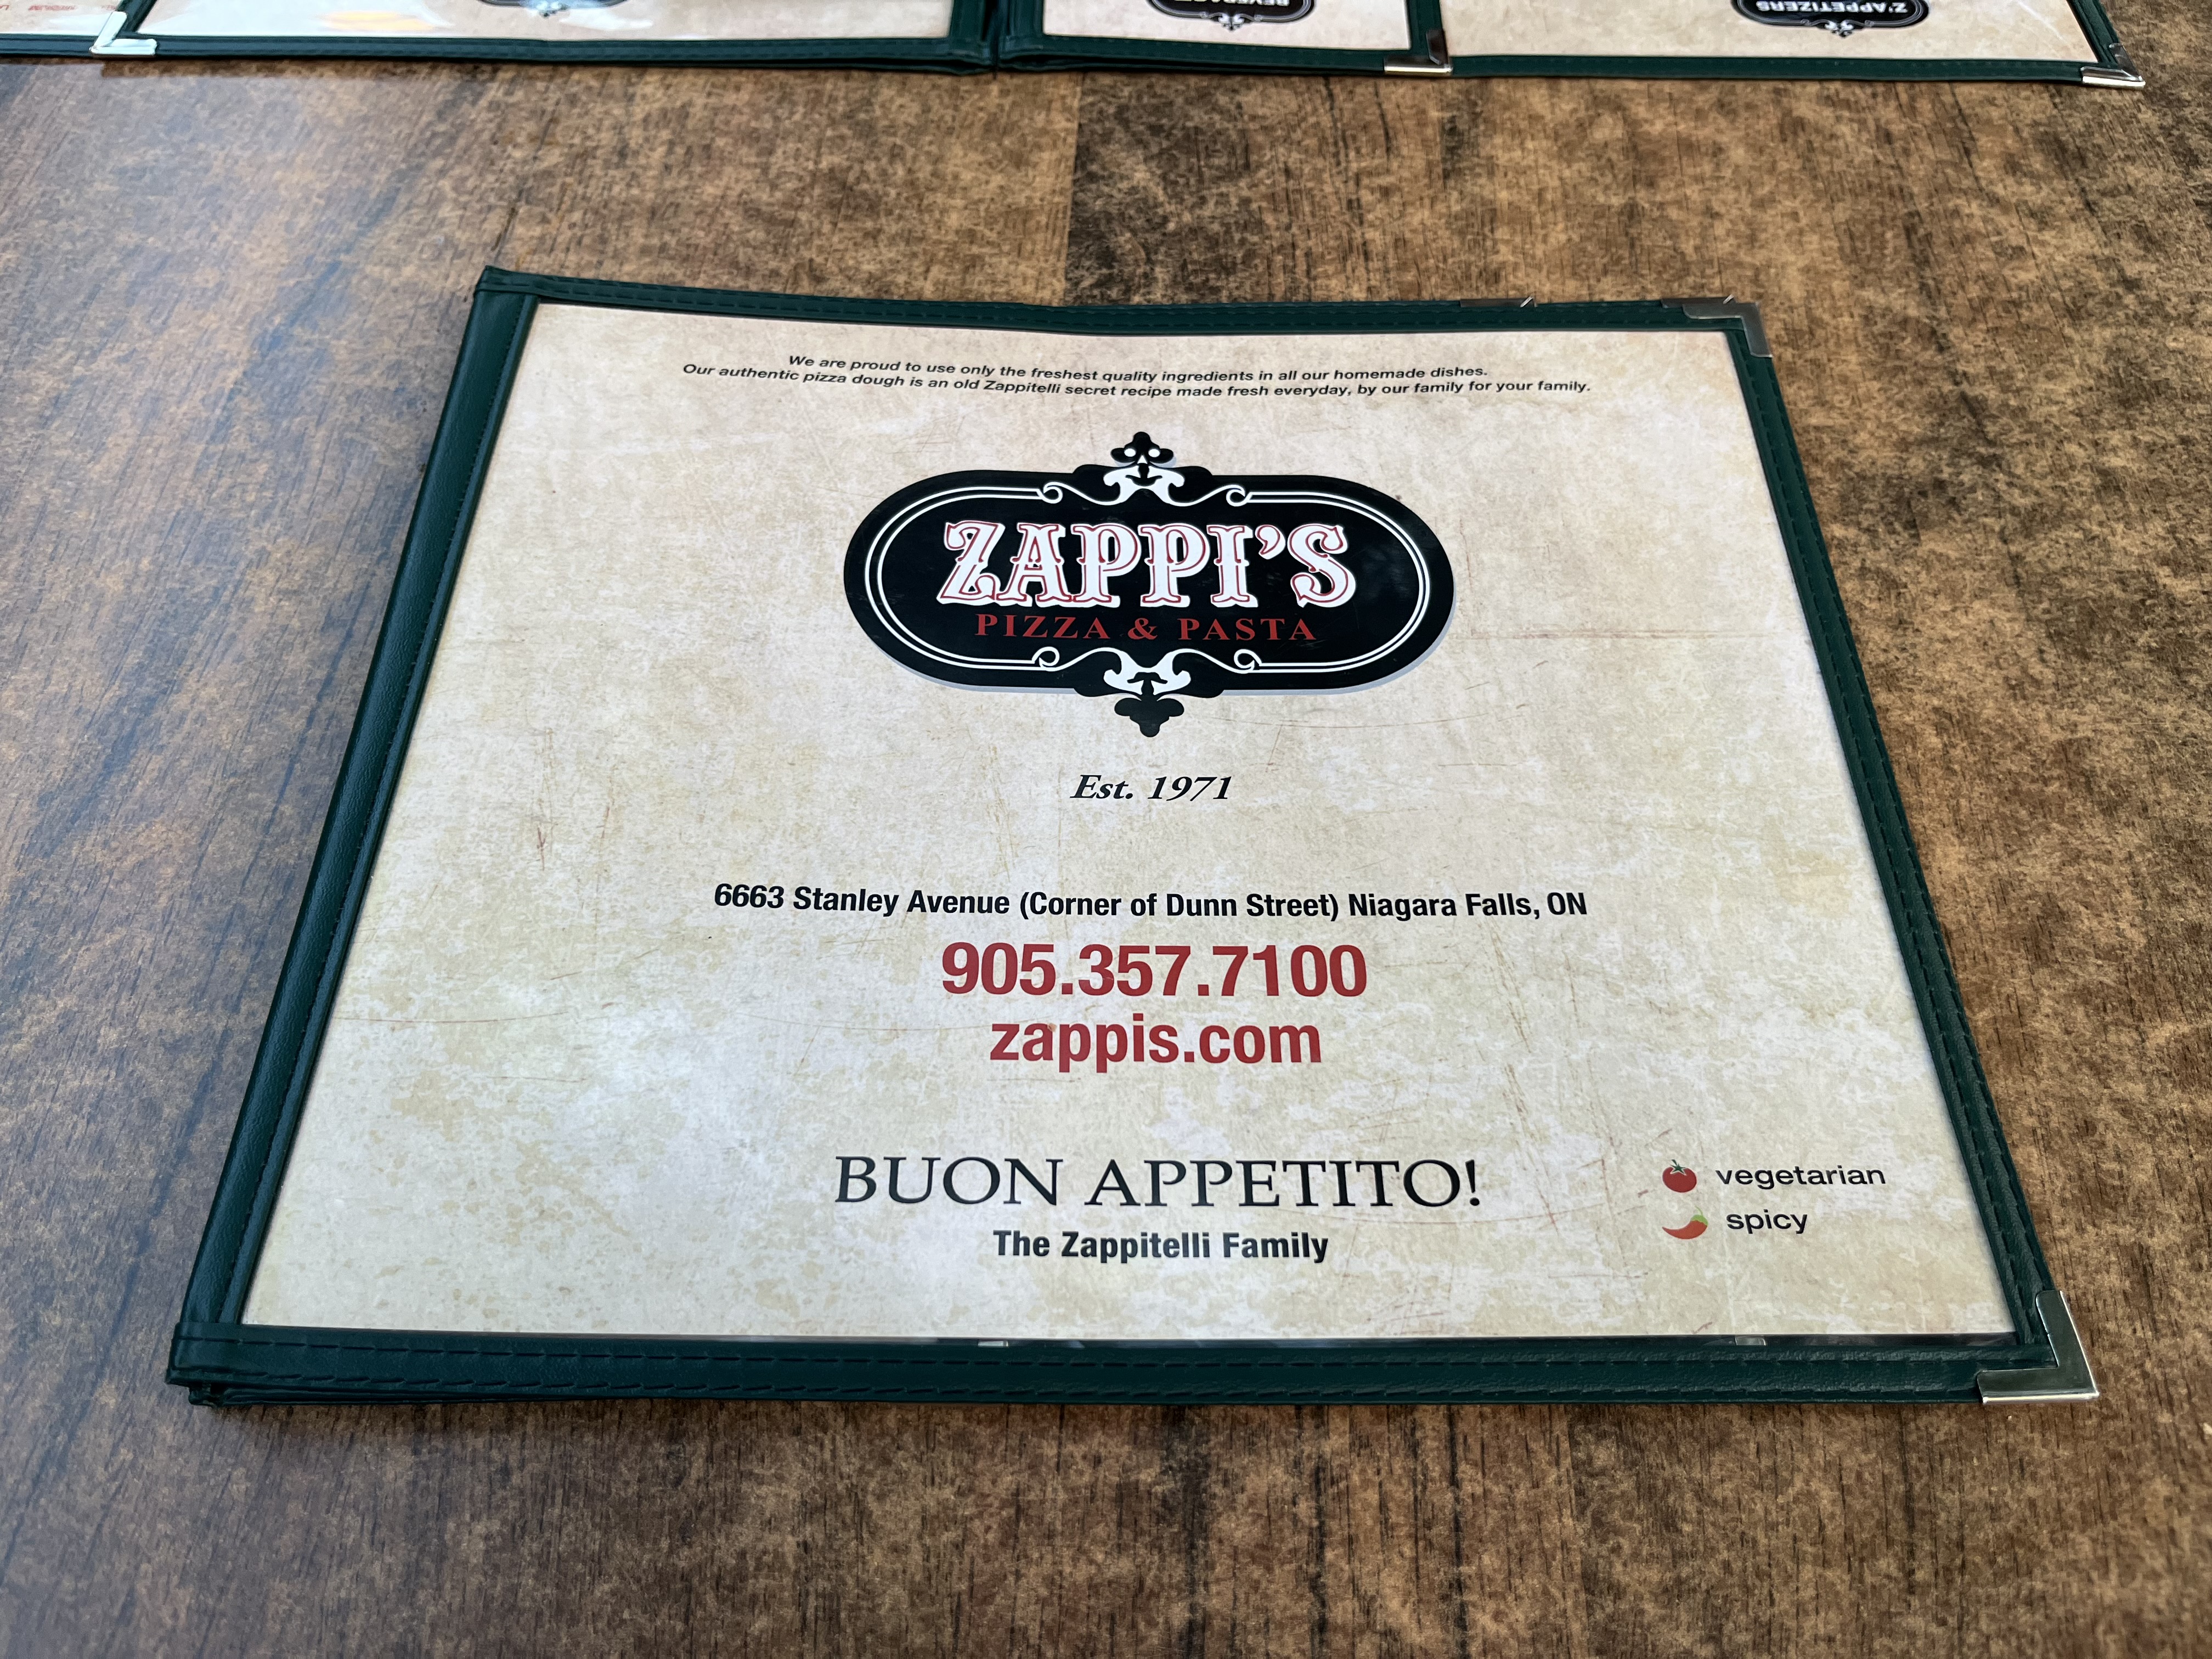 BEVERAGES
Z'APPETIZERS
We are proud to use only the freshest quality ingredients in all our homemade dishes.
Our authentic pizza dough is an old Zappitelli secret recipe made fresh everyday, by our family for your family.
ZAPPI'S
PIZZA & PASTA
Est. 1971
6663 Stanley Avenue (Corner of Dunn Street) Niagara Falls, ON
905.357.7100
zappis.com
BUON APPETITO!
The Zappitelli Family
vegetarian
spicy